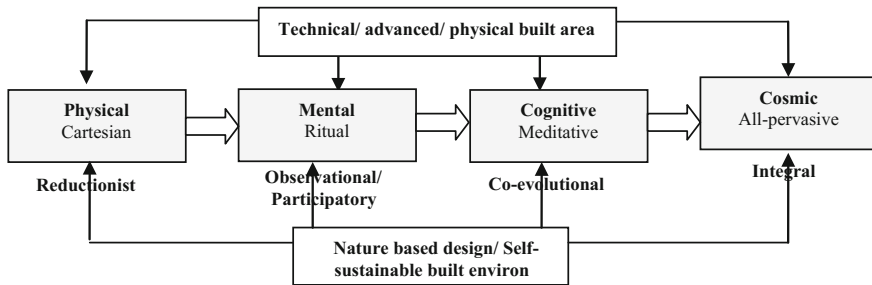 Technical/ advanced/ physical built area
Physical
Cartesian
Mental
Ritual
Cognitive
Meditative
Cosmic
All-pervasive
Reductionist
Observational/
Participatory
Co-evolutional
Integral
Nature based design/ Self-
sustainable built environ